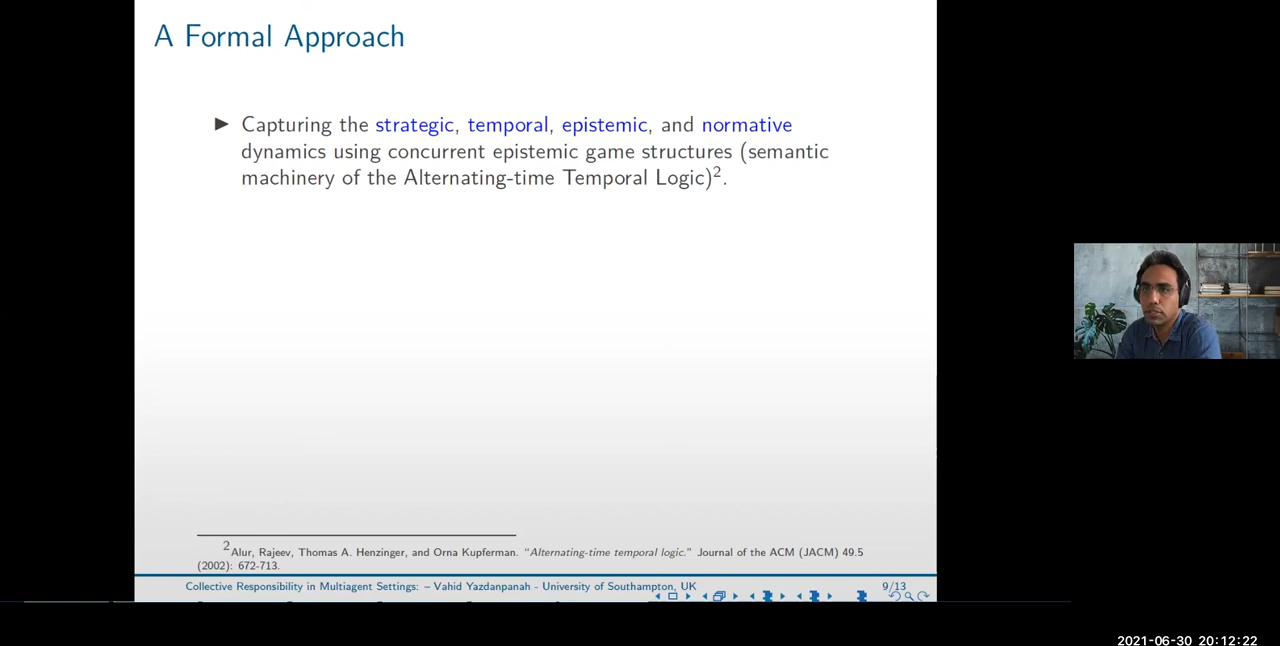 A Formal Approach
▶ Capturing the strategic, temporal, epistemic, and normative
dynamics using concurrent epistemic game structures (semantic
machinery of the Alternating-time Temporal Logic)².
²Alur, Rajeev, Thomas A. Henzinger, and Orna Kupferman. “Alternating-time temporal logic.” Journal of the ACM (JACM) 49.5
(2002): 672-713.
Collective Responsibility in Multiagent Settings: – Vahid Yazdanpanah - University of Southampton, UK
9/13
2021-06-30 20:12:22